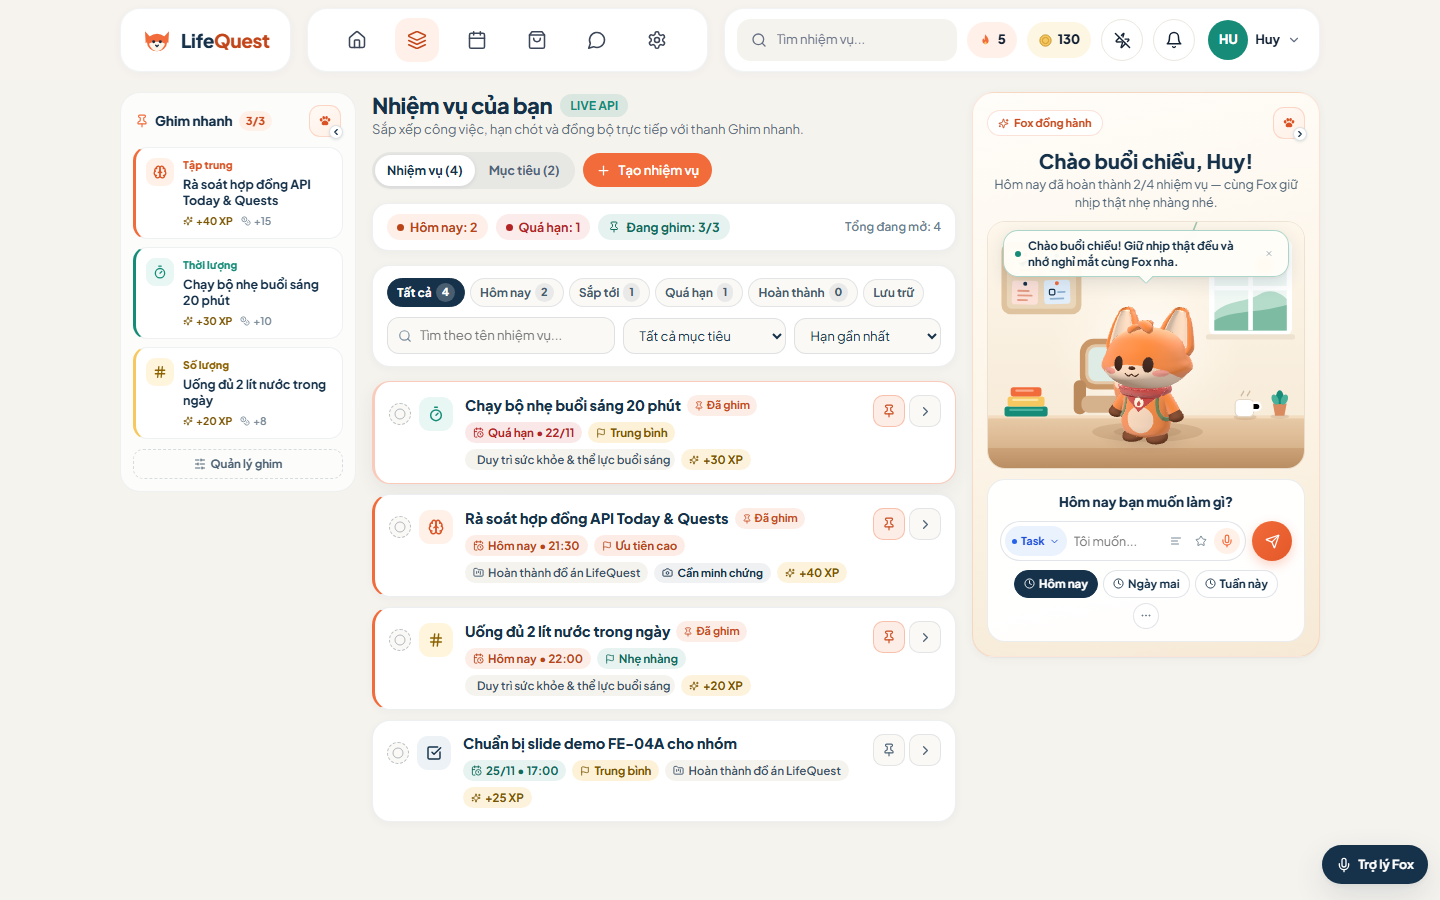 LifeQuest
Tìm nhiệm vụ...
5
130
HU
Huy
Ghim nhanh
3/3
Tập trung
Rà soát hợp đồng API
Today & Quests
+40 XP
+15
Thời lượng
Chạy bộ nhẹ buổi sáng
20 phút
+30 XP
+10
Số lượng
Uống đủ 2 lít nước trong
ngày
+20 XP
+8
Quản lý ghim
Nhiệm vụ của bạn
LIVE API
Sắp xếp công việc, hạn chót và đồng bộ trực tiếp với thanh Ghim nhanh.
Nhiệm vụ (4)
Mục tiêu (2)
Tạo nhiệm vụ
Hôm nay: 2
Quá hạn: 1
Đang ghim: 3/3
Tổng đang mở: 4
Tất cả 4
Hôm nay 2
Sắp tới 1
Quá hạn 1
Hoàn thành 0
Lưu trữ
Tìm theo tên nhiệm vụ...
Tất cả mục tiêu
Hạn gần nhất
Chạy bộ nhẹ buổi sáng 20 phút
Đã ghim
Quá hạn • 22/11
Trung bình
Duy trì sức khỏe & thể lực buổi sáng
+30 XP
Rà soát hợp đồng API Today & Quests
Đã ghim
Hôm nay • 21:30
Ưu tiên cao
Hoàn thành đồ án LifeQuest
Cần minh chứng
+40 XP
Uống đủ 2 lít nước trong ngày
Đã ghim
Hôm nay • 22:00
Nhẹ nhàng
Duy trì sức khỏe & thể lực buổi sáng
+20 XP
Chuẩn bị slide demo FE-04A cho nhóm
25/11 • 17:00
Trung bình
Hoàn thành đồ án LifeQuest
+25 XP
Fox đồng hành
Chào buổi chiều, Huy!
Hôm nay đã hoàn thành 2/4 nhiệm vụ — cùng Fox giữ
nhịp thật nhẹ nhàng nhé.
Chào buổi chiều! Giữ nhịp thật đều và
nhớ nghỉ mắt cùng Fox nha.
Hôm nay bạn muốn làm gì?
Task
Tôi muốn...
Hôm nay
Ngày mai
Tuần này
Trợ lý Fox